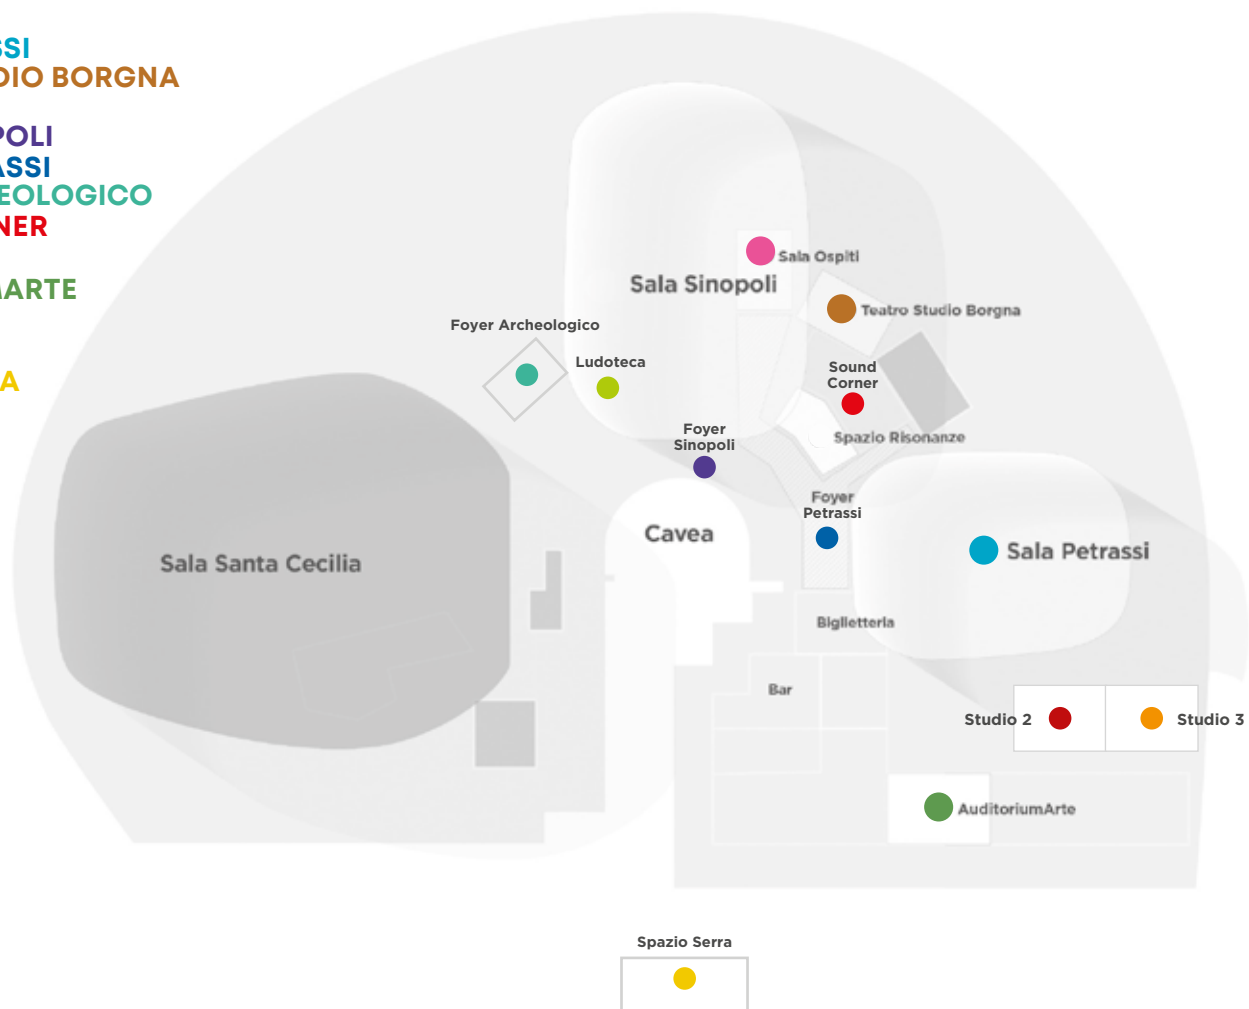 SSI
DIO BORGNA
POLI
ASSI
EOLOGICO
NER
ARTE
A
Sala Ospiti
Sala Sinopoli
Teatro Studio Borgna
Foyer Archeologico
Ludoteca
Sound
Corner
Foyer
Sinopoli
Spazio Risonanze
Foyer
Petrassi
Cavea
Sala Petrassi
Sala Santa Cecilia
Biglietteria
Bar
Studio 2
Studio 3
AuditoriumArte
Spazio Serra